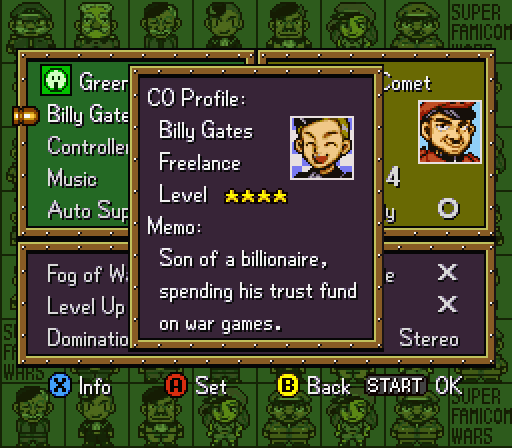 SUPER
FAMICOM
Green
Comet
CO Profile:
Billy Gate
Billy Gates
Controller
Freelance
Music
Level ★★★★
4
Auto Sup
Memo:
Son of a billionaire,
Fog of Wa
spending his trust fund
Level Up
on war games.
Domination
Stereo
X Info
A Set
B Back
START OK
SUPER
FAMICOM
WARS